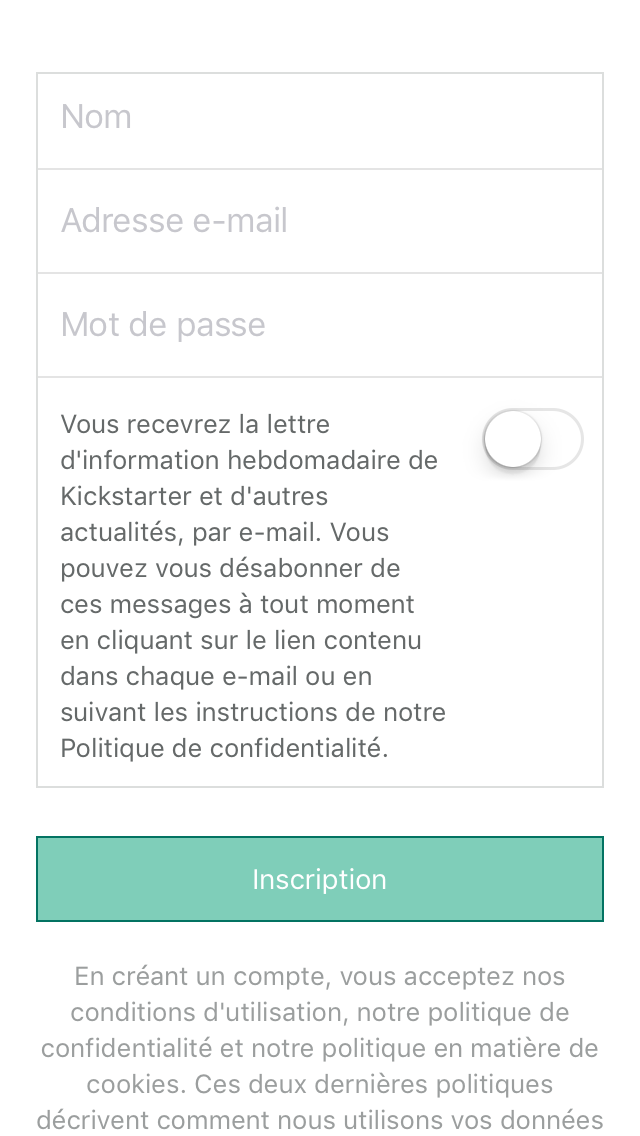 Nom
Adresse e-mail
Mot de passe
Vous recevrez la lettre
d'information hebdomadaire de
Kickstarter et d'autres
actualités, par e-mail. Vous
pouvez vous désabonner de
ces messages à tout moment
en cliquant sur le lien contenu
dans chaque e-mail ou en
suivant les instructions de notre
Politique de confidentialité.
Inscription
En créant un compte, vous acceptez nos
conditions d'utilisation, notre politique de
confidentialité et notre politique en matière de
cookies. Ces deux dernières politiques
décrivent comment nous utilisons vos données